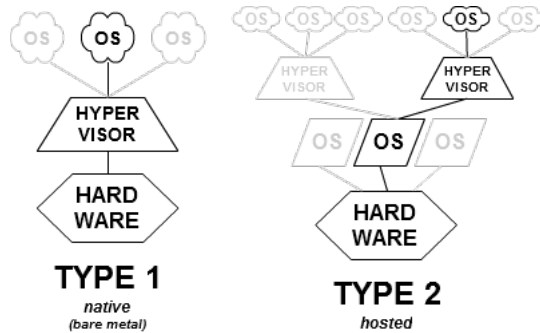 OS OS OS
HYPER
VISOR
HARD
WARE
TYPE 1
native
(bare metal)
OS OS OS OS OS OS
HYPER
VISOR
HYPER
VISOR
OS OS OS
HARD
WARE
TYPE 2
hosted